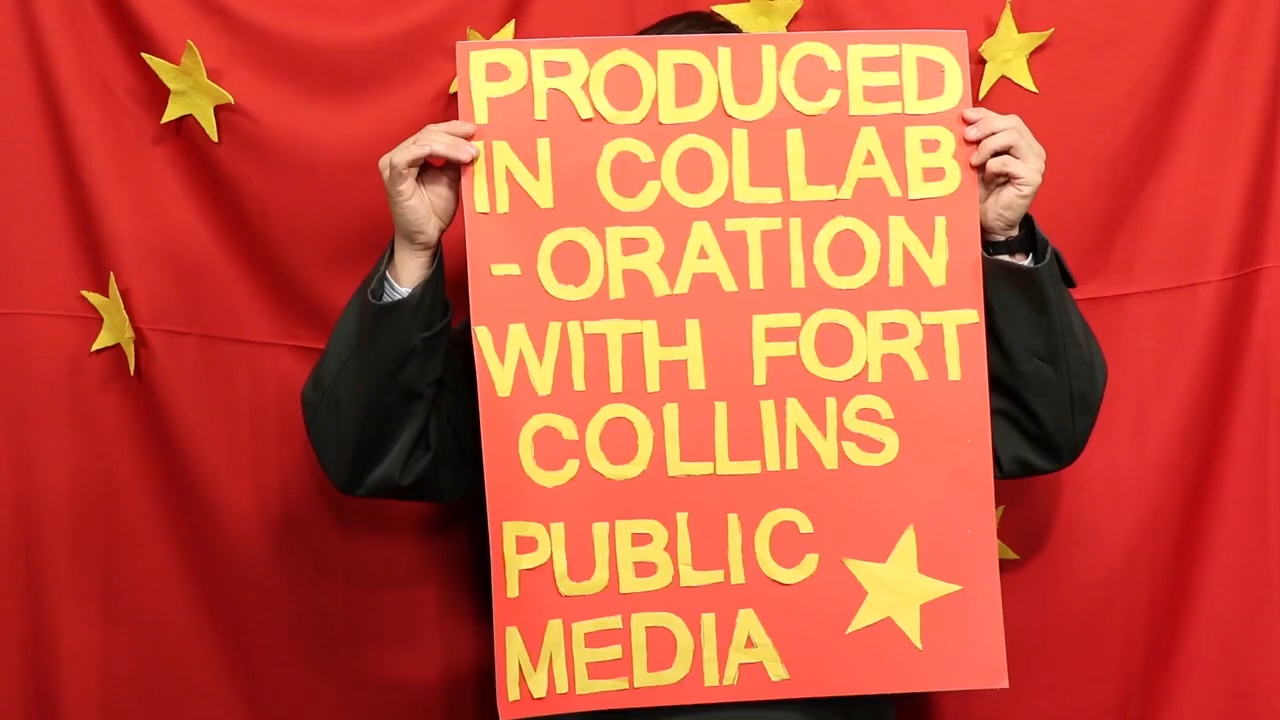 PRODUCED
IN COLLAB
-ORATION
WITH FORT
COLLINS
PUBLIC
MEDIA